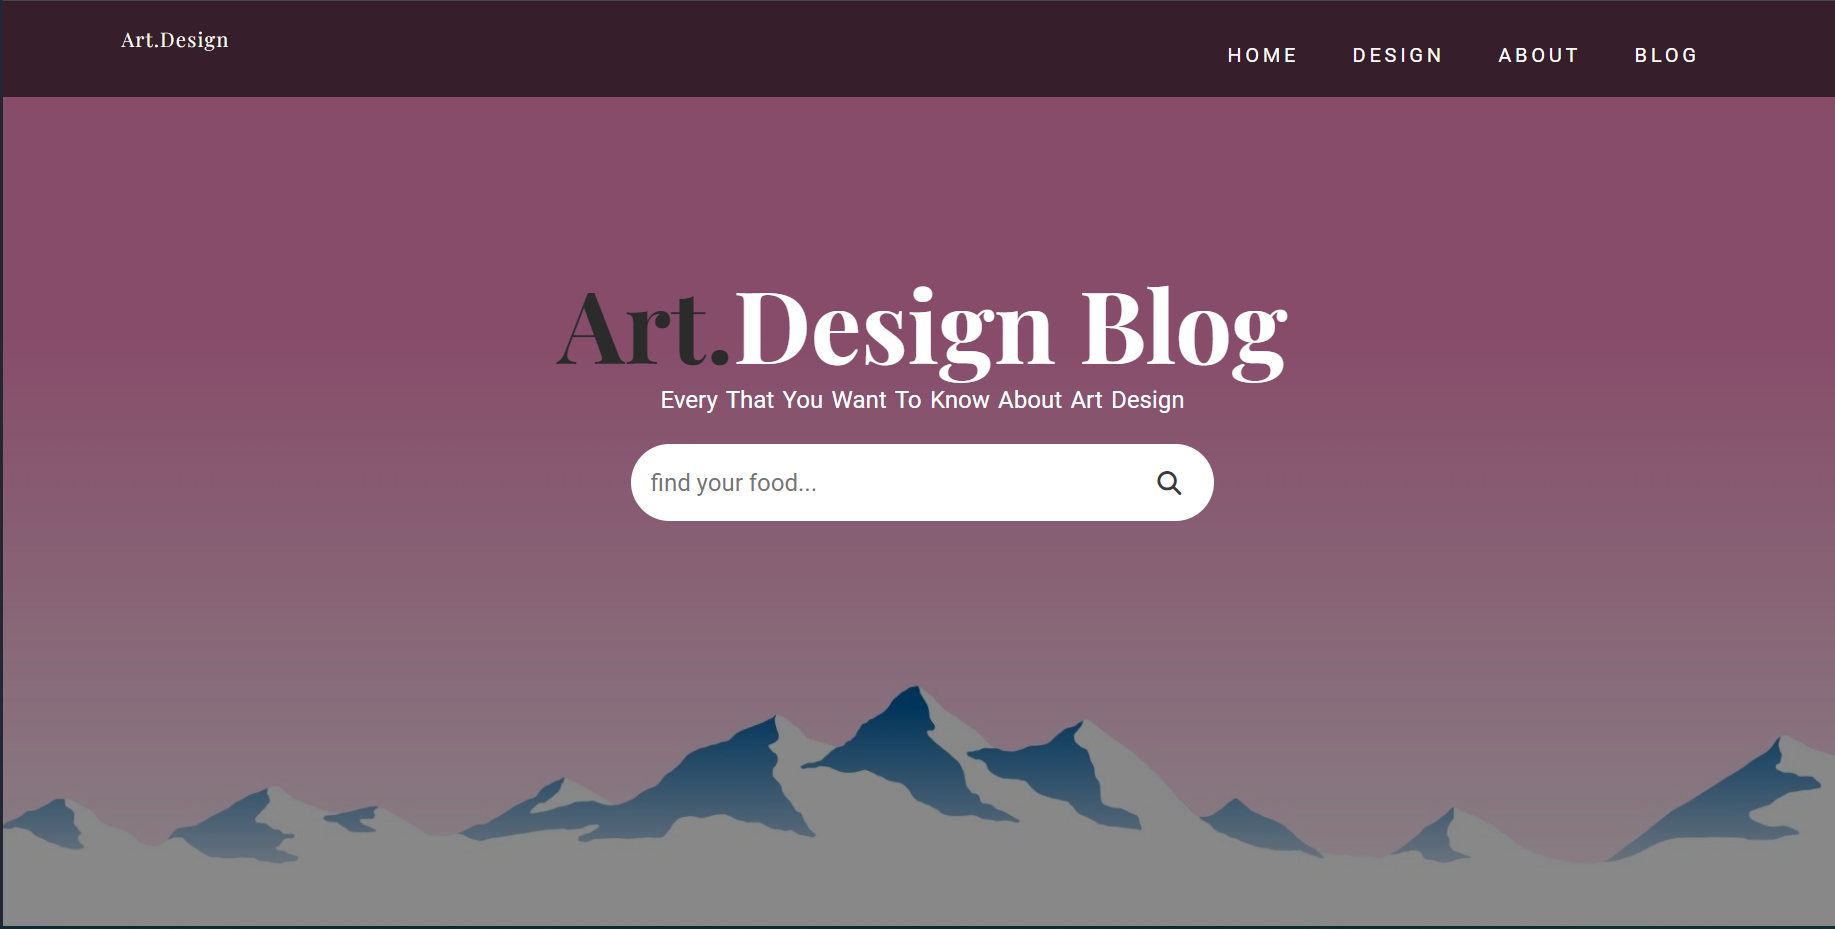 Art.Design
HOME DESIGN ABOUT BLOG
Art.Design Blog
Every That You Want To Know About Art Design
find your food...